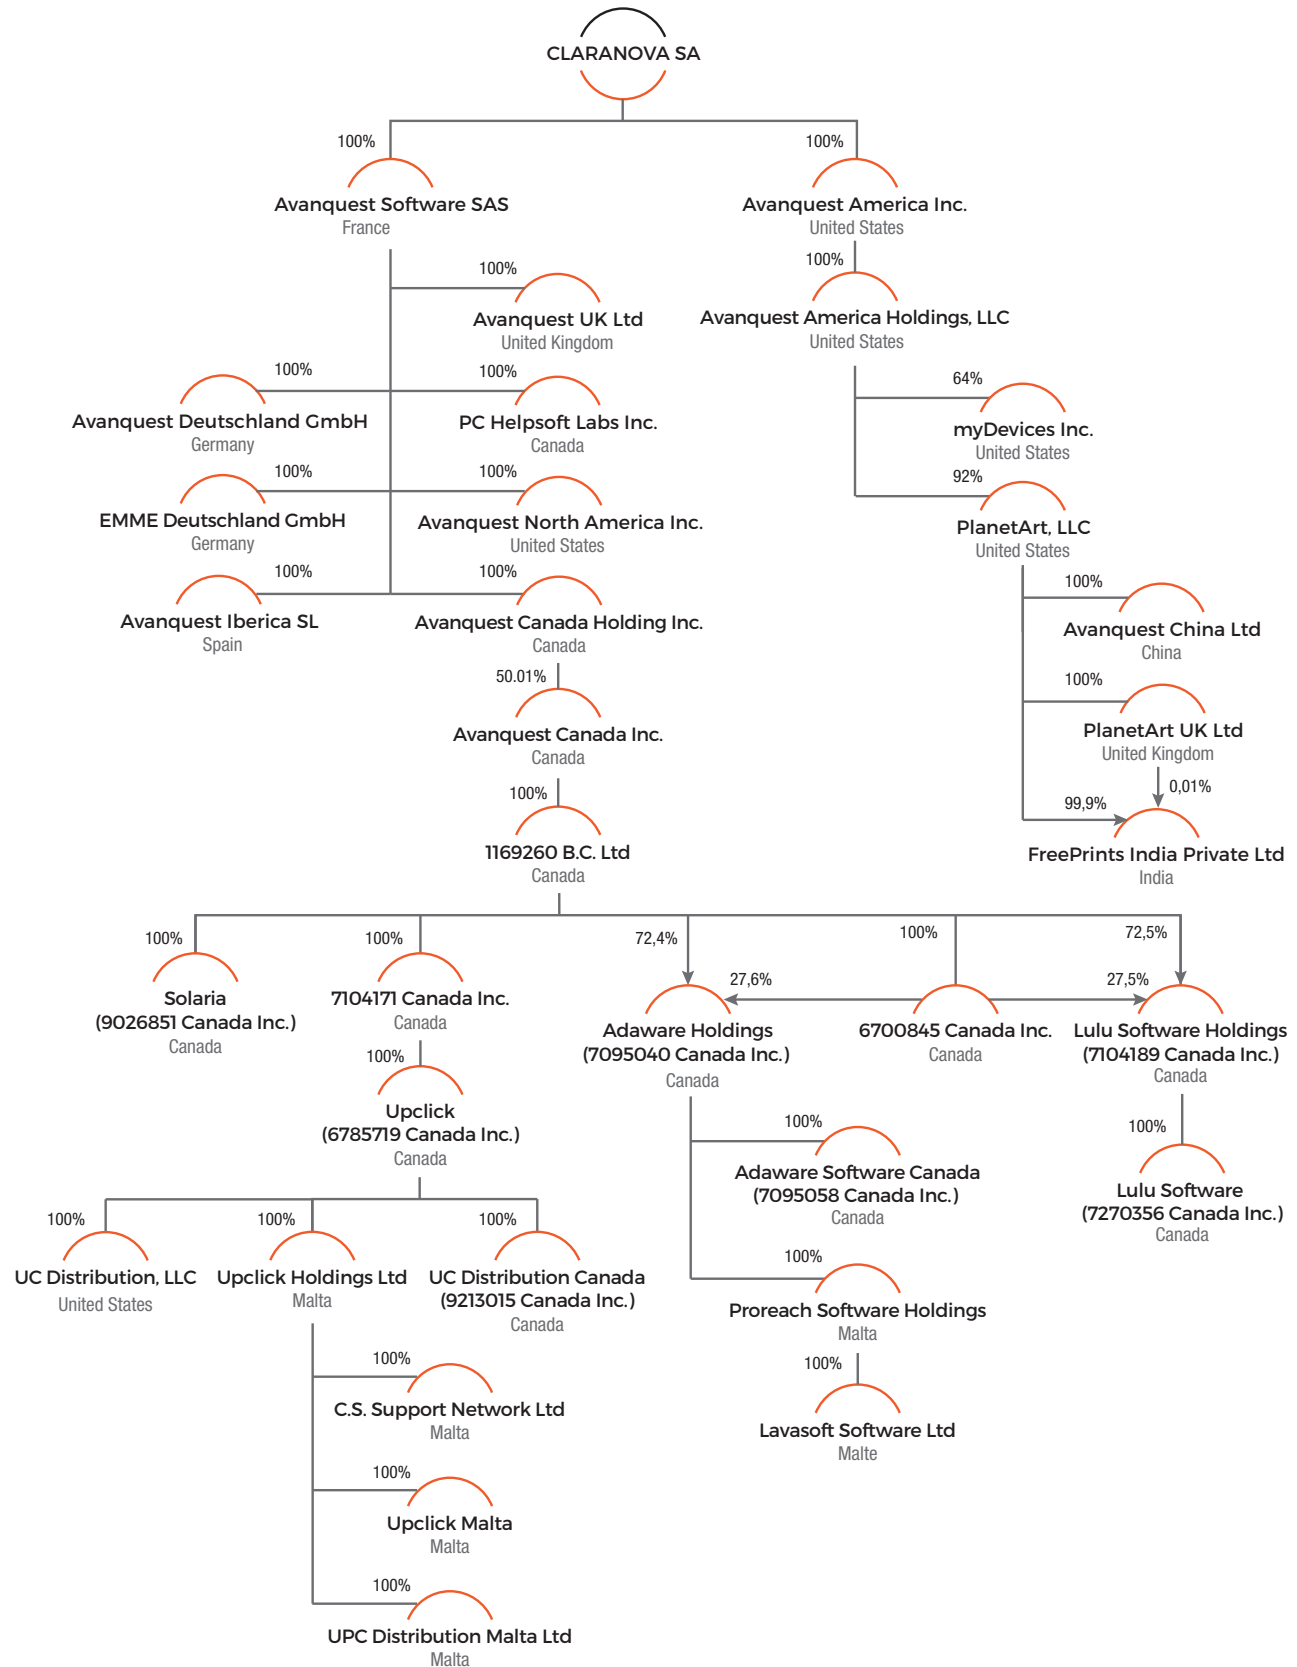 CLARANOVA SA
100%
100%
Avanquest Software SAS
France
Avanquest America Inc.
United States
100%
100%
Avanquest UK Ltd
United Kingdom
Avanquest America Holdings, LLC
United States
100%
100%
64%
Avanquest Deutschland GmbH
Germany
PC Helpsoft Labs Inc.
Canada
myDevices Inc.
United States
100%
100%
92%
EMME Deutschland GmbH
Germany
Avanquest North America Inc.
United States
PlanetArt, LLC
United States
100%
100%
100%
Avanquest Iberica SL
Spain
Avanquest Canada Holding Inc.
Canada
Avanquest China Ltd
China
50.01%
100%
Avanquest Canada Inc.
Canada
PlanetArt UK Ltd
United Kingdom
100%
0,01%
99,9%
1169260 B.C. Ltd
Canada
FreePrints India Private Ltd
India
100%
100%
72,4%
100%
72,5%
27,6%
27,5%
Solaria
(9026851 Canada Inc.)
Canada
7104171 Canada Inc.
Canada
Adaware Holdings
(7095040 Canada Inc.)
Canada
6700845 Canada Inc.
Canada
Lulu Software Holdings
(7104189 Canada Inc.)
Canada
100%
Upclick
(6785719 Canada Inc.)
Canada
100%
100%
Adaware Software Canada
(7095058 Canada Inc.)
Canada
Lulu Software
(7270356 Canada Inc.)
Canada
100%
100%
100%
UC Distribution, LLC
United States
Upclick Holdings Ltd
Malta
UC Distribution Canada
(9213015 Canada Inc.)
Canada
100%
Proreach Software Holdings
Malta
100%
100%
C.S. Support Network Ltd
Malta
Lavasoft Software Ltd
Malte
100%
Upclick Malta
Malta
100%
UPC Distribution Malta Ltd
Malta